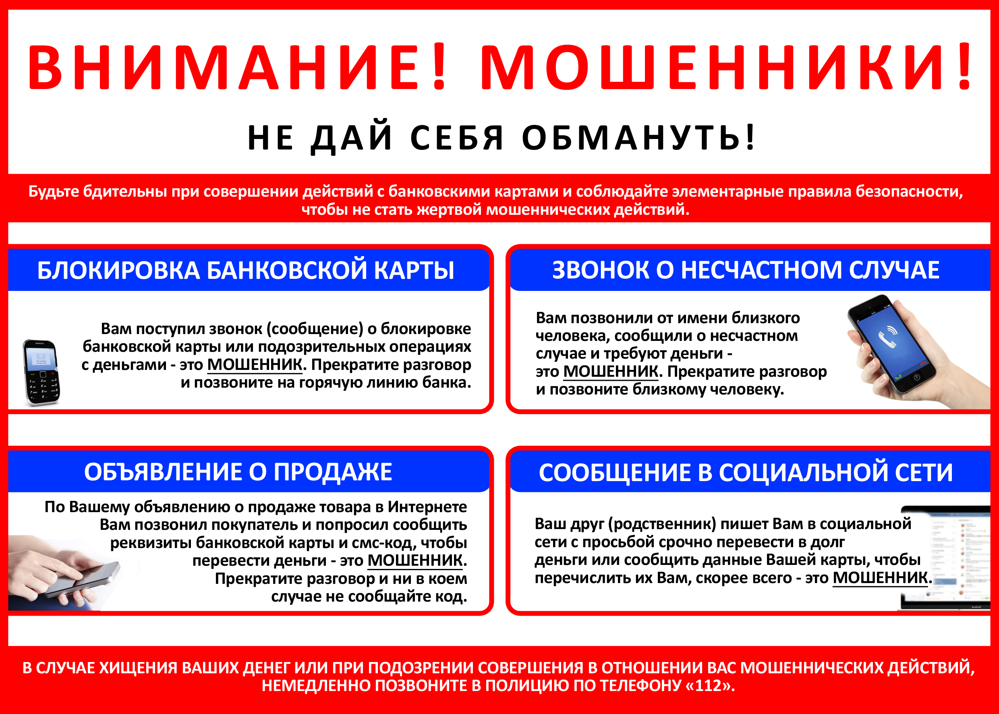 ВНИМАНИЕ! МОШЕННИКИ!
НЕ ДАЙ СЕБЯ ОБМАНУТЬ!
Будьте бдительны при совершении действий с банковскими картами и соблюдайте элементарные правила безопасности,
чтобы не стать жертвой мошеннических действий.
БЛОКИРОВКА БАНКОВСКОЙ КАРТЫ
Вам поступил звонок (сообщение) о блокировке
банковской карты или подозрительных операциях
с деньгами - это МОШЕННИК. Прекратите разговор
и позвоните на горячую линию банка.
ЗВОНОК О НЕСЧАСТНОМ СЛУЧАЕ
Вам позвонили от имени близкого
человека, сообщили о несчастном
случае и требуют деньги -
это МОШЕННИК. Прекратите разговор
и позвоните близкому человеку.
ОБЪЯВЛЕНИЕ О ПРОДАЖЕ
По Вашему объявлению о продаже товара в Интернете
Вам позвонил покупатель и попросил сообщить
реквизиты банковской карты и смс-код, чтобы
перевести деньги - это МОШЕННИК.
Прекратите разговор и ни в коем
случае не сообщайте код.
СООБЩЕНИЕ В СОЦИАЛЬНОЙ СЕТИ
Ваш друг (родственник) пишет Вам в социальной
сети с просьбой срочно перевести в долг
деньги или сообщить данные Вашей карты, чтобы
перечислить их Вам, скорее всего - это МОШЕННИК.
В СЛУЧАЕ ХИЩЕНИЯ ВАШИХ ДЕНЕГ ИЛИ ПРИ ПОДОЗРЕНИИ СОВЕРШЕНИЯ В ОТНОШЕНИИ ВАС МОШЕННИЧЕСКИХ ДЕЙСТВИЙ,
НЕМЕДЛЕННО ПОЗВОНИТЕ В ПОЛИЦИЮ ПО ТЕЛЕФОНУ «112».